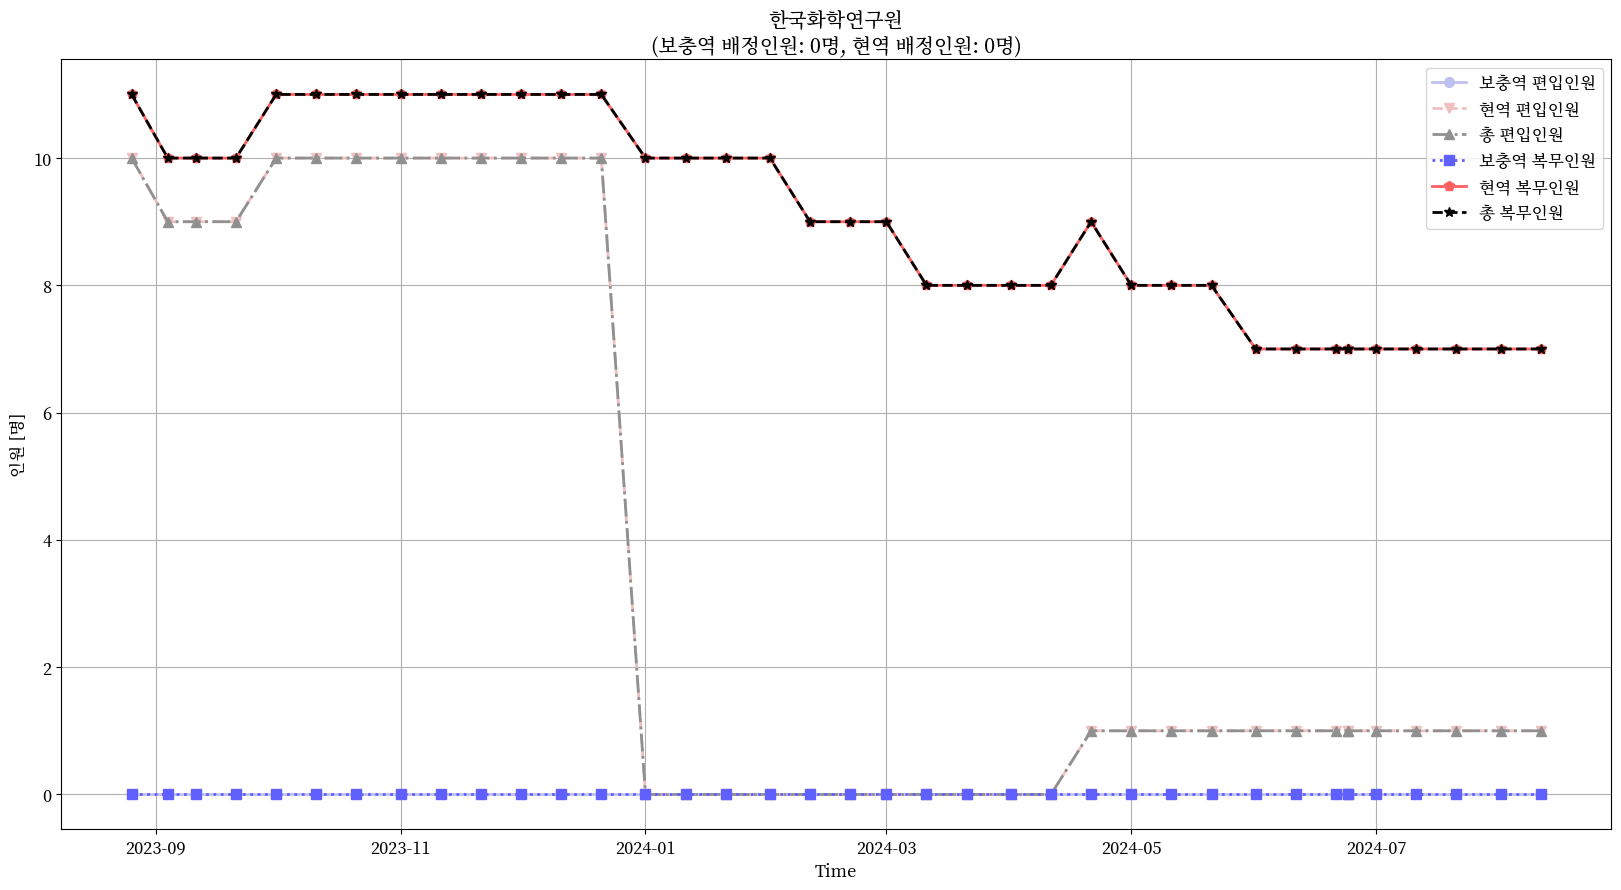 한국화학연구원
(보충역 배정인원: 0명, 현역 배정인원: 0명)
보충역 편입인원
현역 편입인원
총 편입인원
보충역 복무인원
현역 복무인원
총 복무인원
인원 [명]
10
8
6
4
2
0
2023-09
2023-11
2024-01
2024-03
2024-05
2024-07
Time